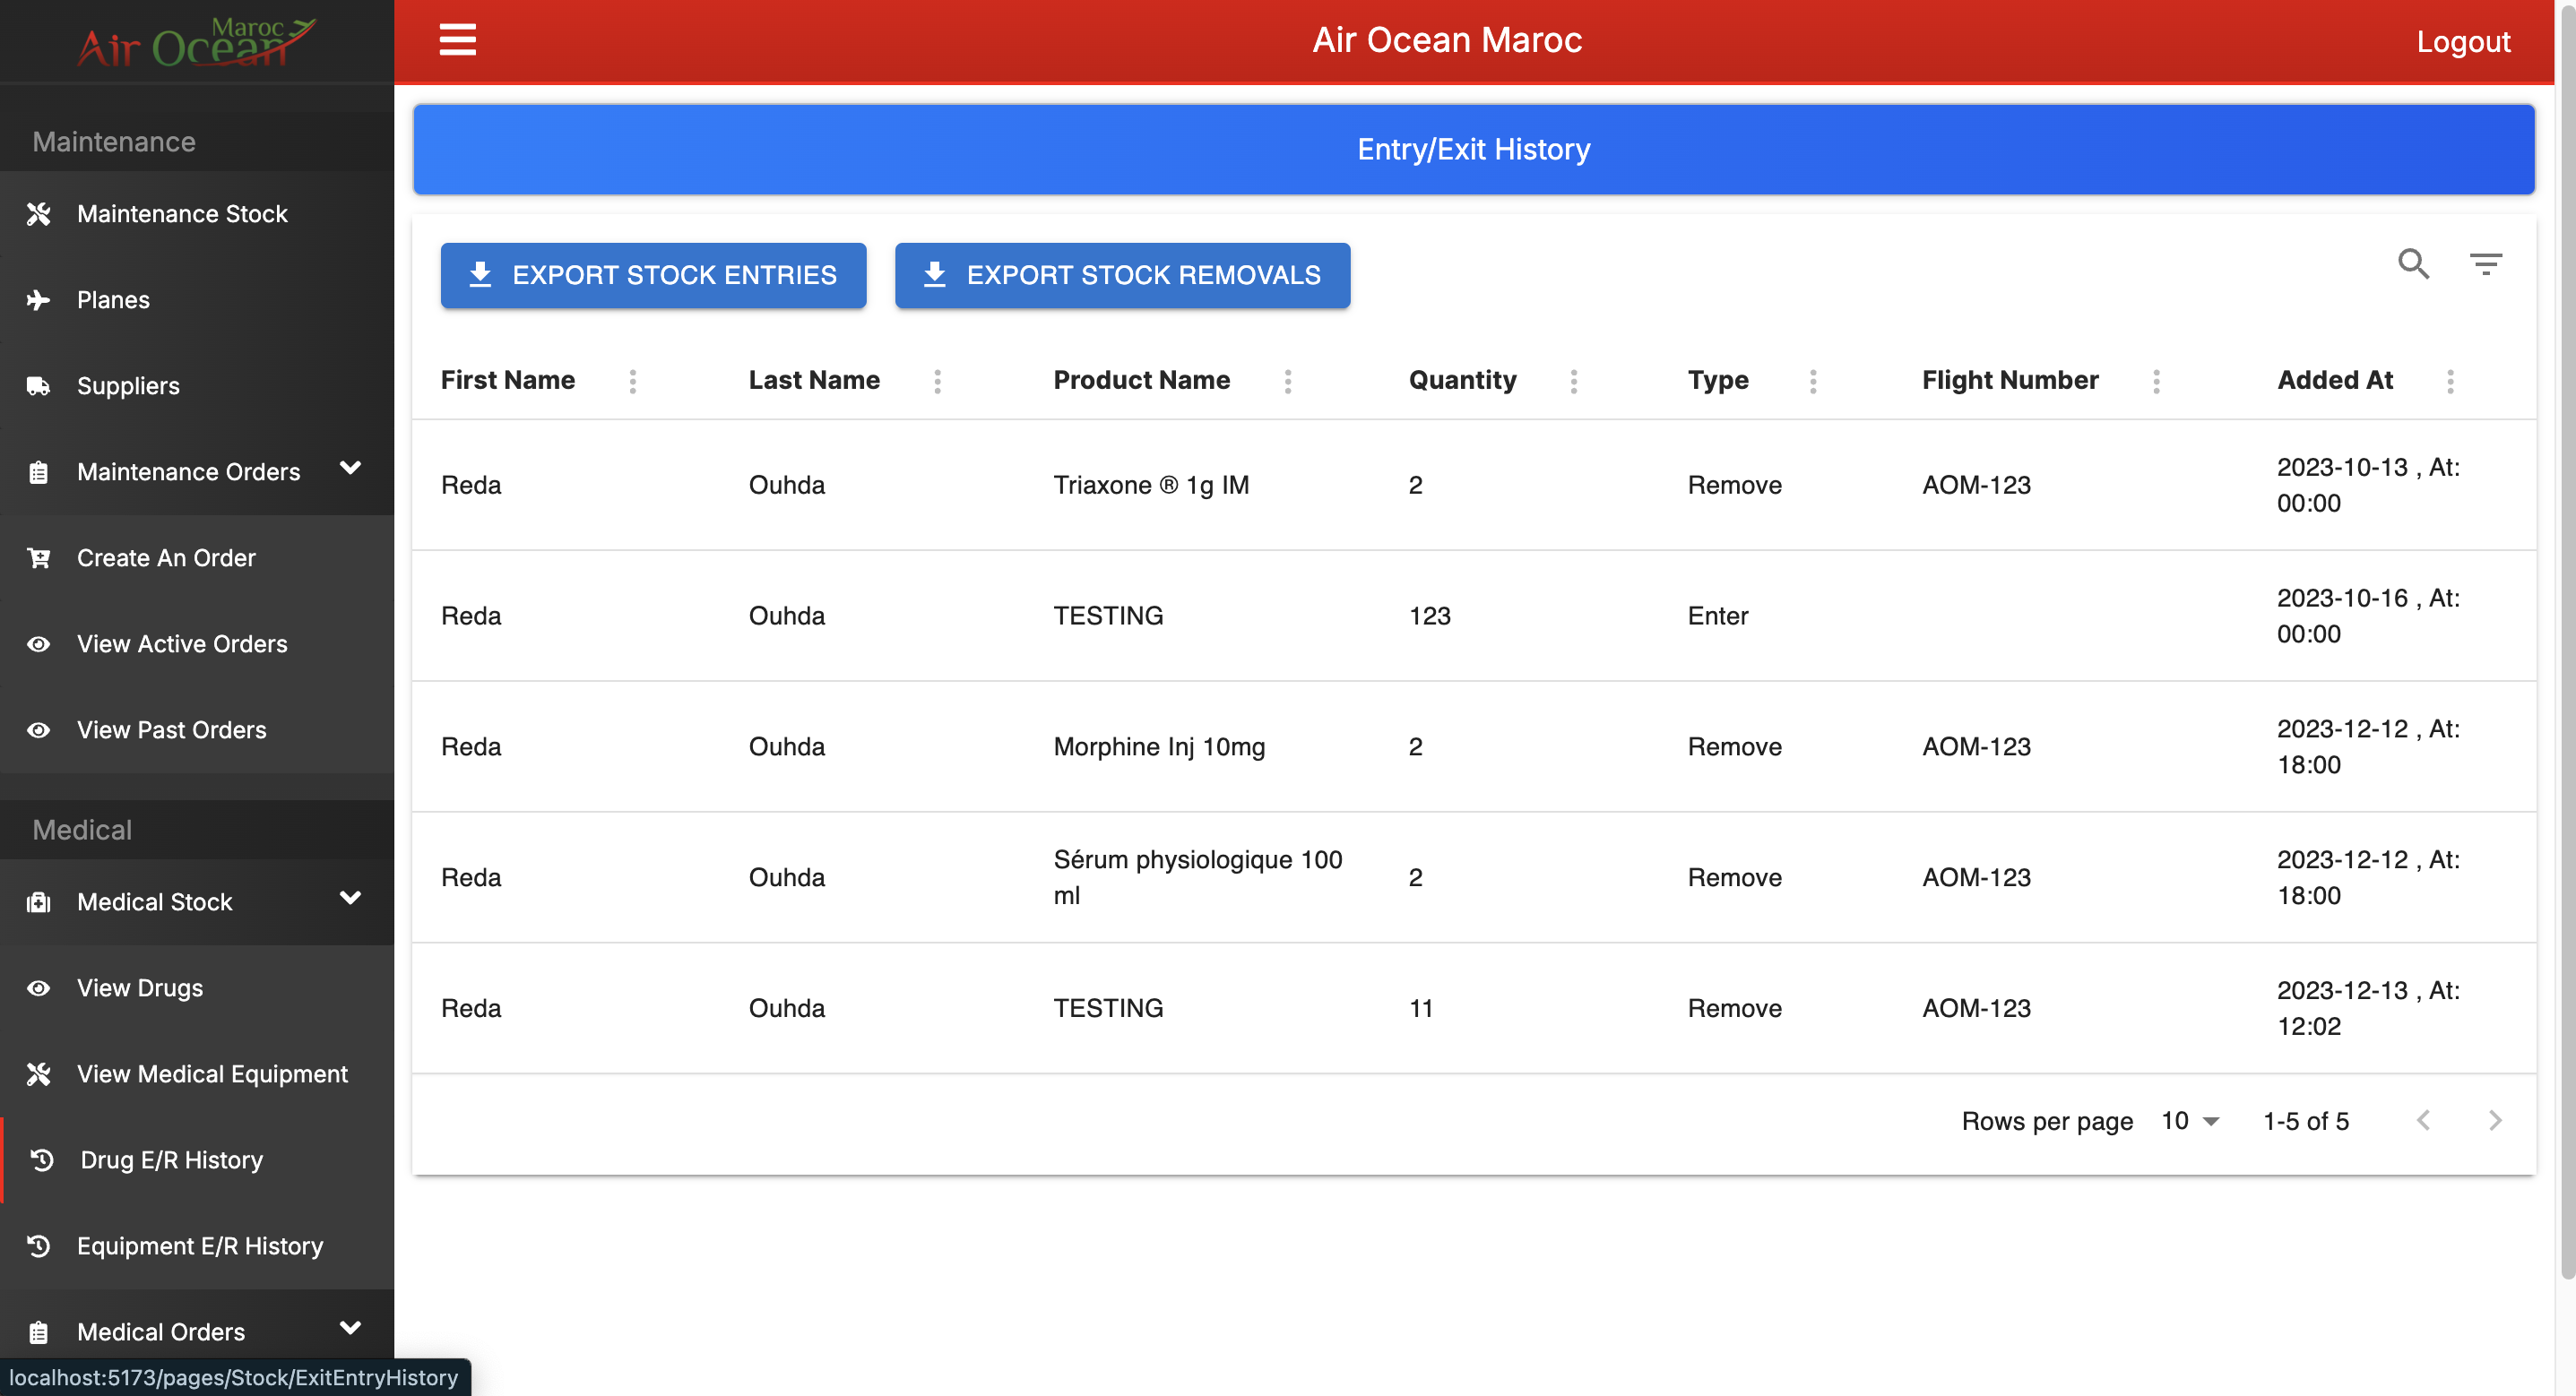 Air Ocean Maroc
Maintenance
Maintenance Stock
Planes
Suppliers
Maintenance Orders
Create An Order
View Active Orders
View Past Orders
Medical
Medical Stock
View Drugs
View Medical Equipment
Drug E/R History
Equipment E/R History
Medical Orders
localhost:5173/pages/Stock/ExitEntryHistory
Air Ocean Maroc
Logout
Entry/Exit History
EXPORT STOCK ENTRIES
EXPORT STOCK REMOVALS
First Name Last Name Product Name Quantity Type Flight Number Added At
Reda Ouhda Triaxone ® 1g IM 2 Remove AOM-123 2023-10-13 , At:
00:00
Reda Ouhda TESTING 123 Enter 2023-10-16 , At:
00:00
Reda Ouhda Morphine Inj 10mg 2 Remove AOM-123 2023-12-12 , At:
18:00
Reda Ouhda Sérum physiologique 100 2 Remove AOM-123 2023-12-12 , At:
ml 18:00
Reda Ouhda TESTING 11 Remove AOM-123 2023-12-13 , At:
12:02
Rows per page 10 1-5 of 5